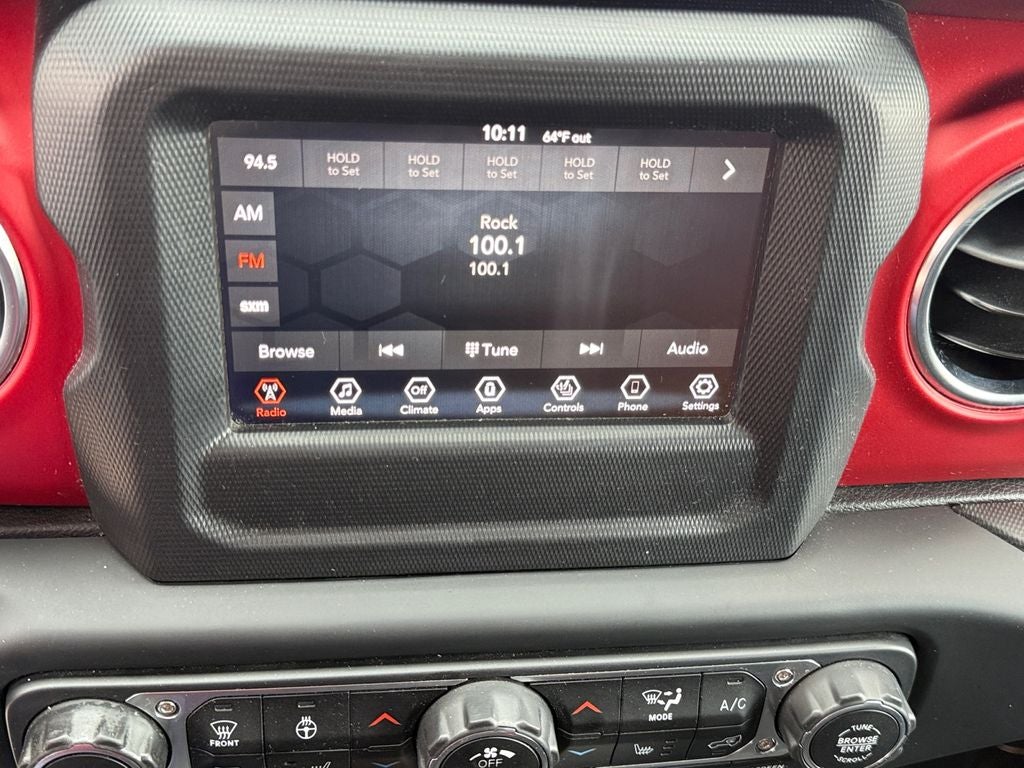 10:11 64°F out
94.5 HOLD to Set HOLD to Set HOLD to Set HOLD to Set HOLD to Set
AM
Rock
100.1
FM
100.1
sxm
Browse Tune Audio
Off
Radio Media Climate Apps Controls Phone Settings
FRONT
MODE
A/C
OFF
TUNE
BROWSE
ENTER
SCROLL